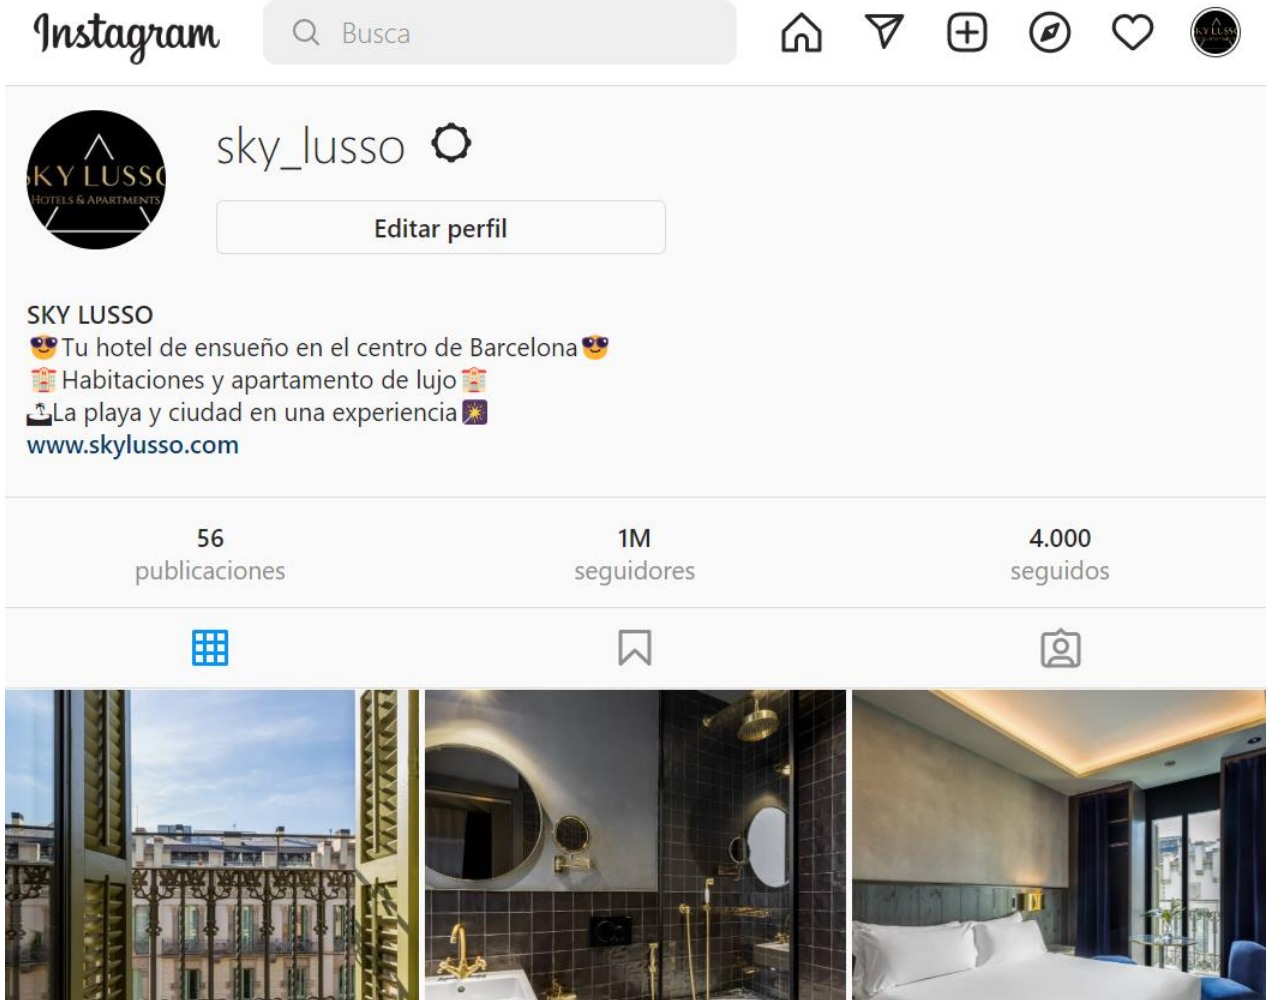 Instagram
Busca
sky_lusso
SKY LUSSO
HOTELS & APARTMENTS
Editar perfil
SKY LUSSO
😎Tu hotel de ensueño en el centro de Barcelona😎
🏨Habitaciones y apartamento de lujo🏨
🏝La playa y ciudad en una experiencia🎆
www.skylusso.com
56 1M 4.000
publicaciones seguidores seguidos